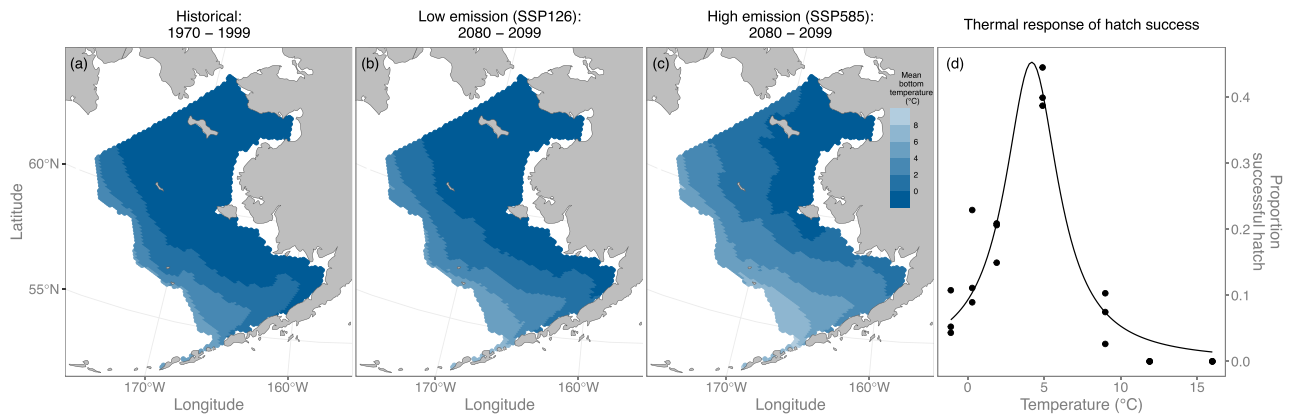 Historical:
1970 – 1999
Low emission (SSP126):
2080 – 2099
High emission (SSP585):
2080 – 2099
Thermal response of hatch success
(a)
(b)
(c)
(d)
Mean
bottom
temperature
(°C)
8
6
4
2
0
60°N
55°N
Latitude
170°W
160°W
170°W
160°W
170°W
160°W
Longitude
Longitude
Longitude
0.4
0.3
0.2
0.1
0.0
Proportion
successful hatch
0
5
10
15
Temperature (°C)